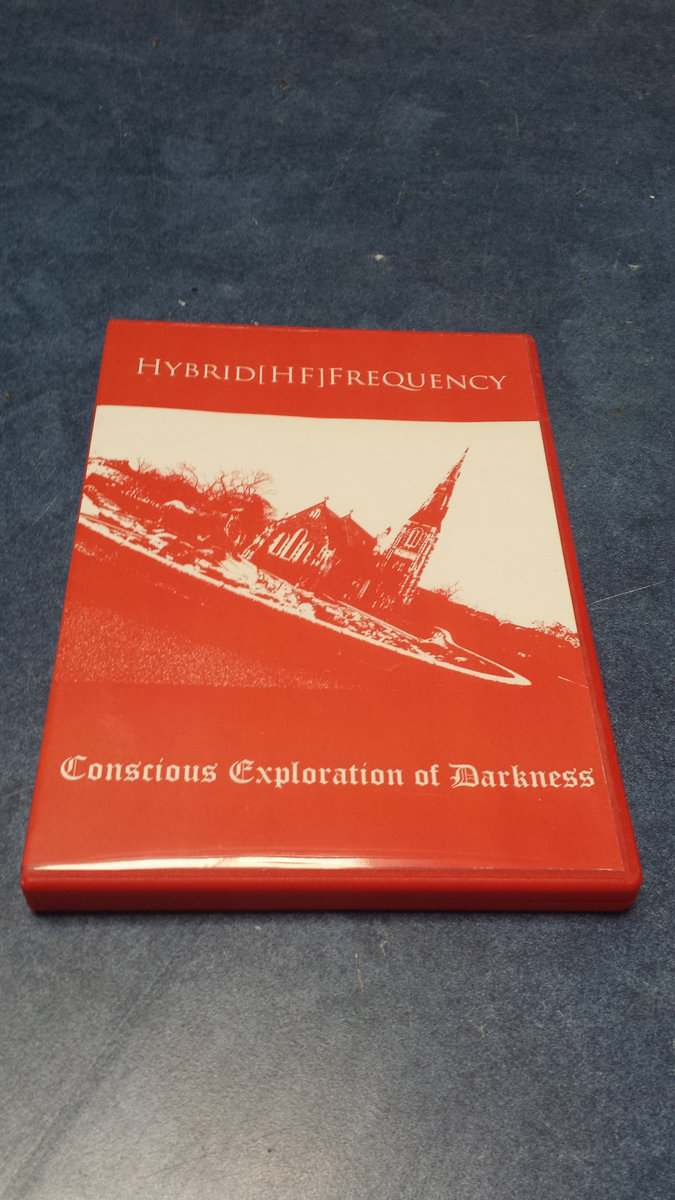 HYBRID[HF]FREQUENCY
Conscious Exploration of Darkness